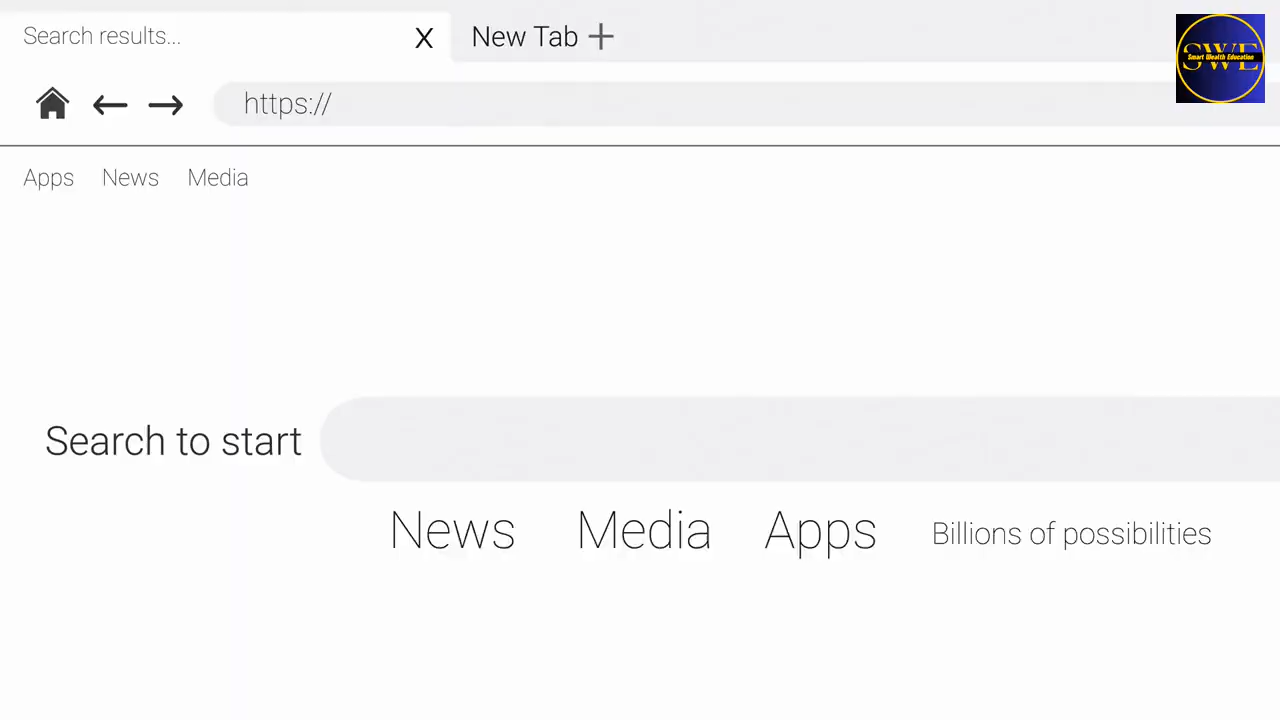 Search results...
X
New Tab +
SWE
Smart Wealth Education
https://
Apps News Media
Search to start
News Media Apps Billions of possibilities